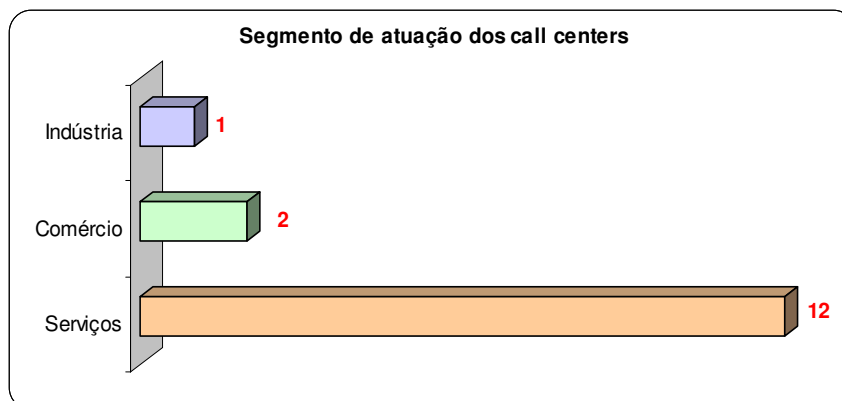 Segmento de atuação dos call centers
Indústria 1
Comércio 2
Serviços 12